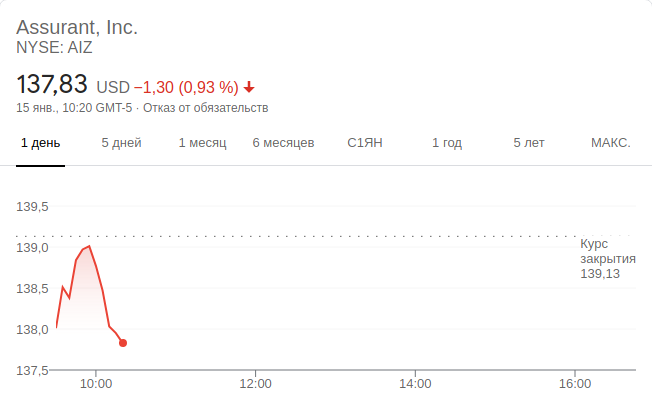 Assurant, Inc.
NYSE: AIZ
137,83 USD −1,30 (0,93 %)
15 янв., 10:20 GMT-5 · Отказ от обязательств
1 день 5 дней 1 месяц 6 месяцев С1ЯН 1 год 5 лет МАКС.
139,5
139,0
138,5
138,0
137,5
Курс
закрытия
139,13
10:00 12:00 14:00 16:00